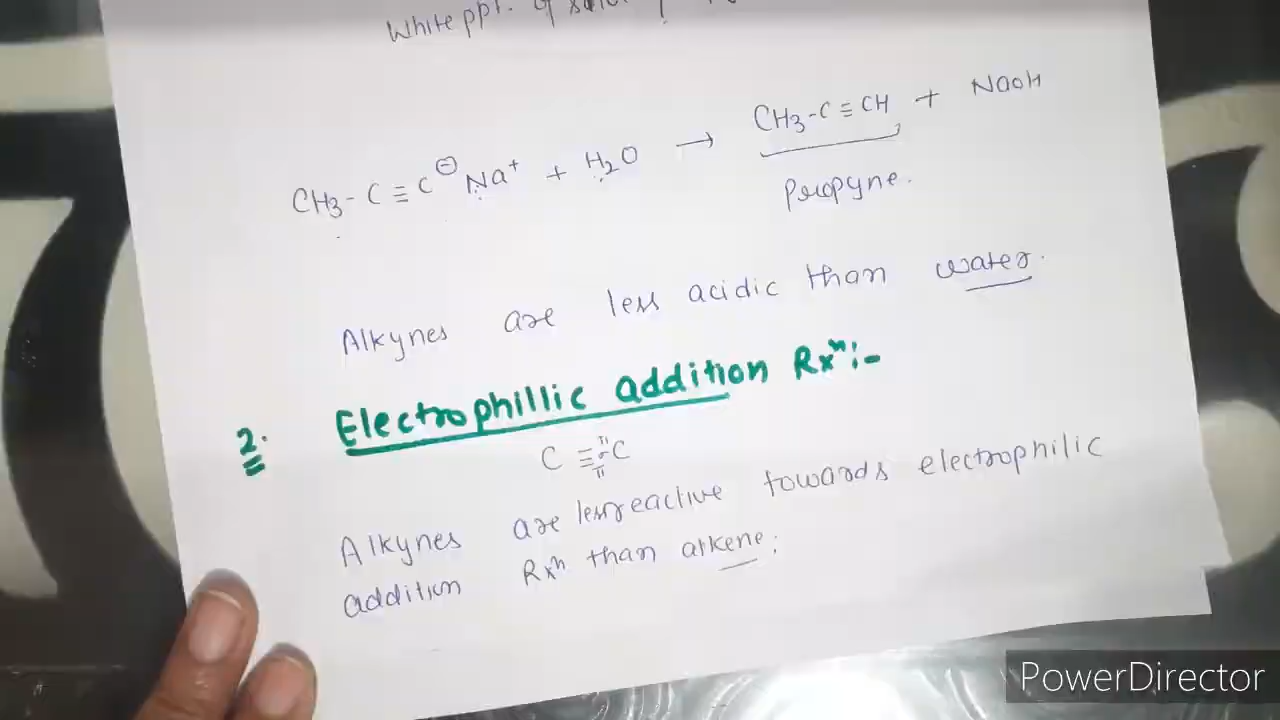 White ppt. of
CH3-C≡C⊖Na+ + H2O → CH3-C≡CH + NaOH
Propyne.
Alkynes are less acidic than water.
2. Electrophillic addition Rxn:-
C ≡ C
π
π
Alkynes are less reactive towards electrophilic
addition Rxn than alkene;
PowerDirector